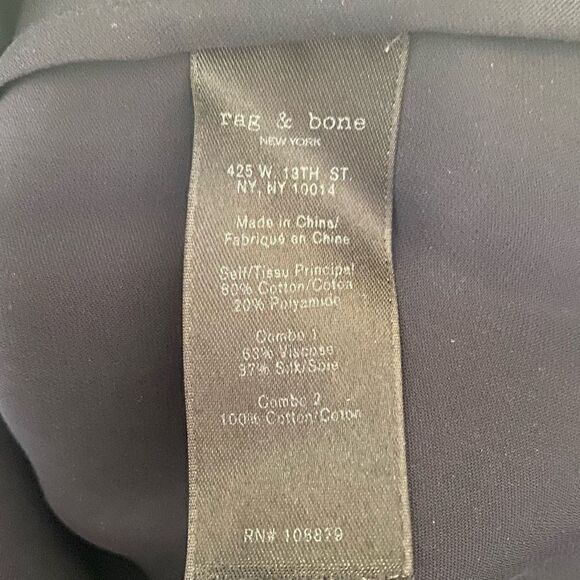 rag & bone
NEW YORK
425 W. 13TH ST.
NY, NY 10014
Made in China/
Fabriqué en Chine
Self/Tissu Principal
80% Cotton/Coton
20% Polyamide
Combo 1
63% Viscose
37% Silk/Soie
Combo 2
100% Cotton/Coton
RN# 108879